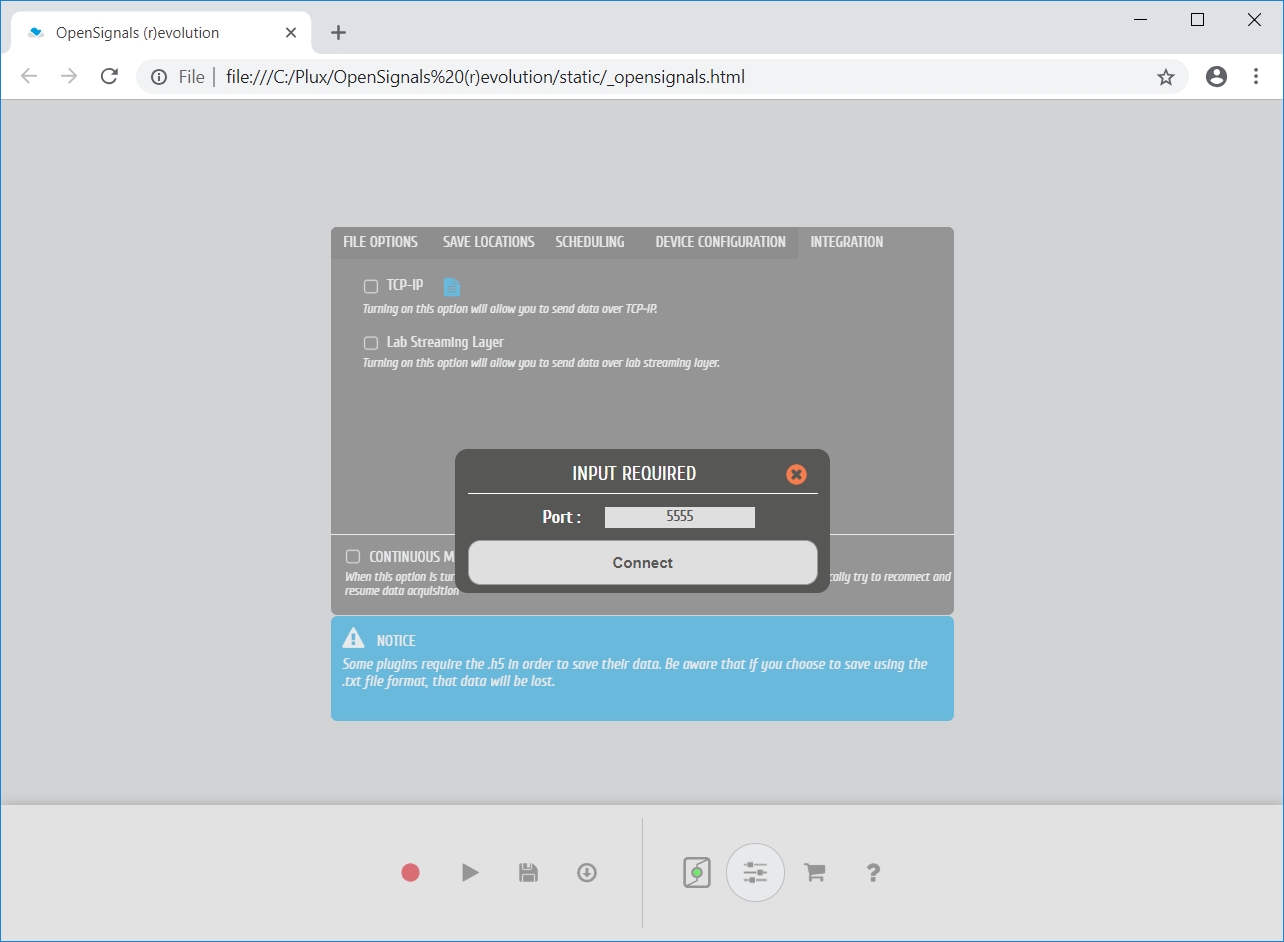 OpenSignals (r)evolution
File | file:///C:/Plux/OpenSignals%20(r)evolution/static/_opensignals.html
FILE OPTIONS SAVE LOCATIONS SCHEDULING DEVICE CONFIGURATION INTEGRATION
TCP-IP
Turning on this option will allow you to send data over TCP-IP.
Lab Streaming Layer
Turning on this option will allow you to send data over lab streaming layer.
INPUT REQUIRED
Port : 5555
Connect
CONTINUOUS M
When this option is tur cally try to reconnect and
resume data acquisition
NOTICE
Some plugins require the .h5 in order to save their data. Be aware that if you choose to save using the
.txt file format, that data will be lost.
?